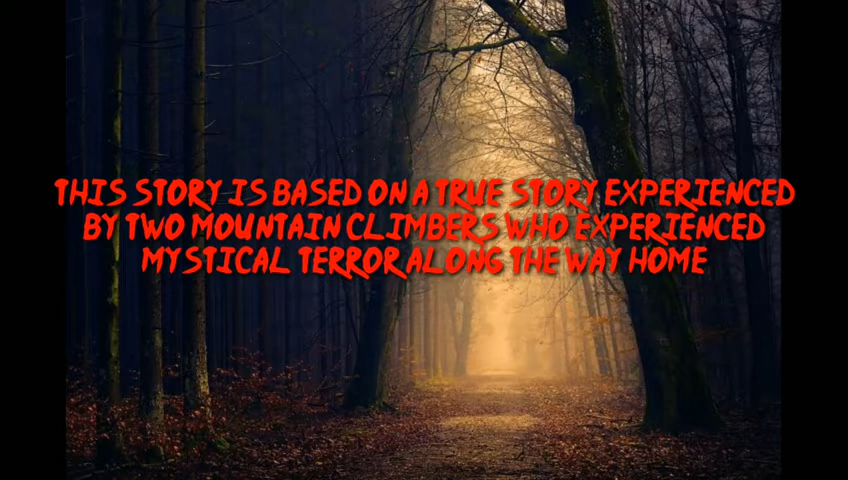 THIS STORY IS BASED ON A TRUE STORY EXPERIENCED
BY TWO MOUNTAIN CLIMBERS WHO EXPERIENCED
MYSTICAL TERROR ALONG THE WAY HOME